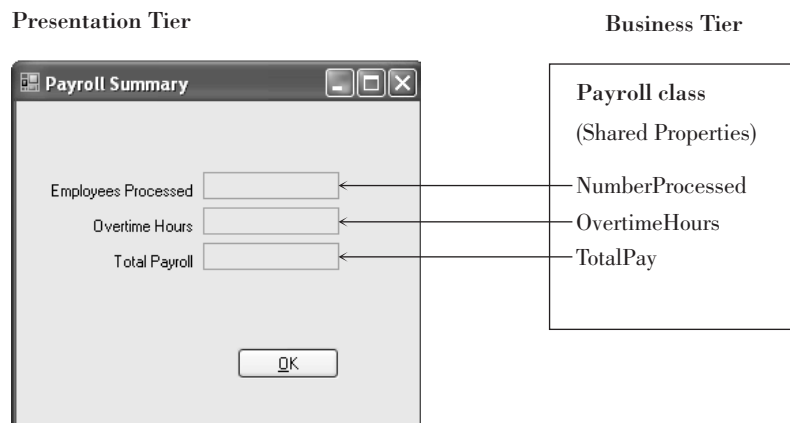 Presentation Tier
Business Tier
Payroll Summary
Employees Processed
Overtime Hours
Total Payroll
OK
Payroll class
(Shared Properties)
NumberProcessed
OvertimeHours
TotalPay